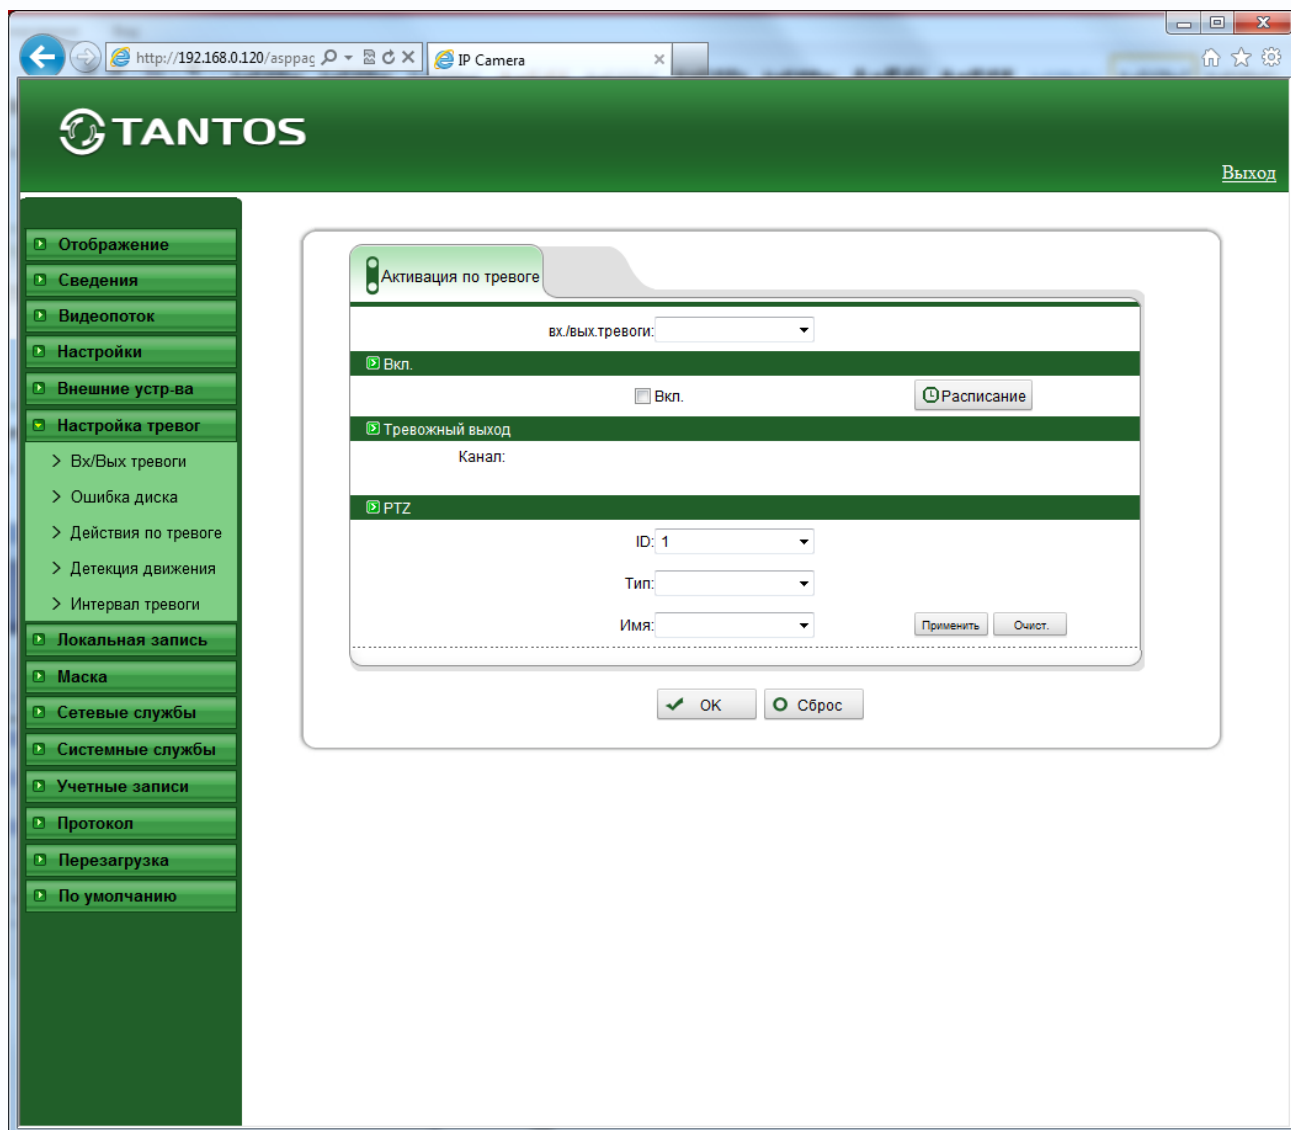 http://192.168.0.120/asppag
IP Camera
TANTOS
Выход
Отображение
Сведения
Видеопоток
Настройки
Внешние устр-ва
Настройка тревог
Вх/Вых тревоги
Ошибка диска
Действия по тревоге
Детекция движения
Интервал тревоги
Локальная запись
Маска
Сетевые службы
Системные службы
Учетные записи
Протокол
Перезагрузка
По умолчанию
Активация по тревоге
вх./вых.тревоги:
Вкл.
Вкл.
Расписание
Тревожный выход
Канал:
PTZ
ID: 1
Тип:
Имя:
Применить
Очист.
OK
Сброс